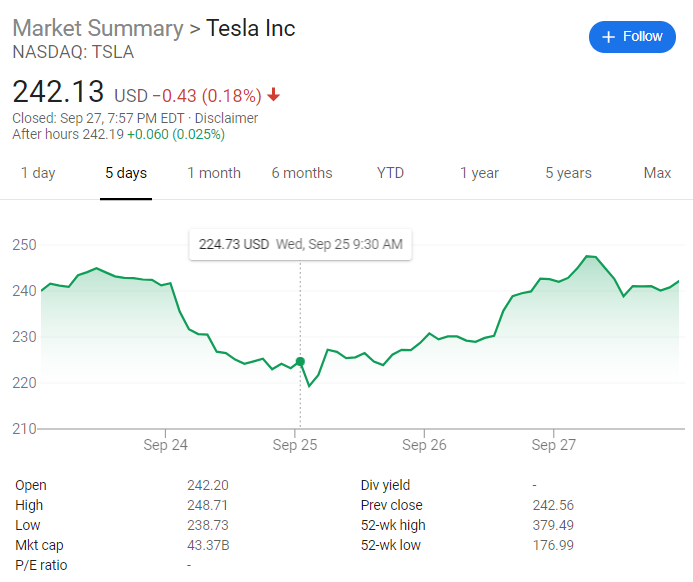 Market Summary > Tesla Inc
NASDAQ: TSLA
+ Follow
242.13 USD −0.43 (0.18%)
Closed: Sep 27, 7:57 PM EDT · Disclaimer
After hours 242.19 +0.060 (0.025%)
1 day 5 days 1 month 6 months YTD 1 year 5 years Max
224.73 USD Wed, Sep 25 9:30 AM
250
240
230
220
210
Sep 24 Sep 25 Sep 26 Sep 27
Open 242.20 Div yield -
High 248.71 Prev close 242.56
Low 238.73 52-wk high 379.49
Mkt cap 43.37B 52-wk low 176.99
P/E ratio -